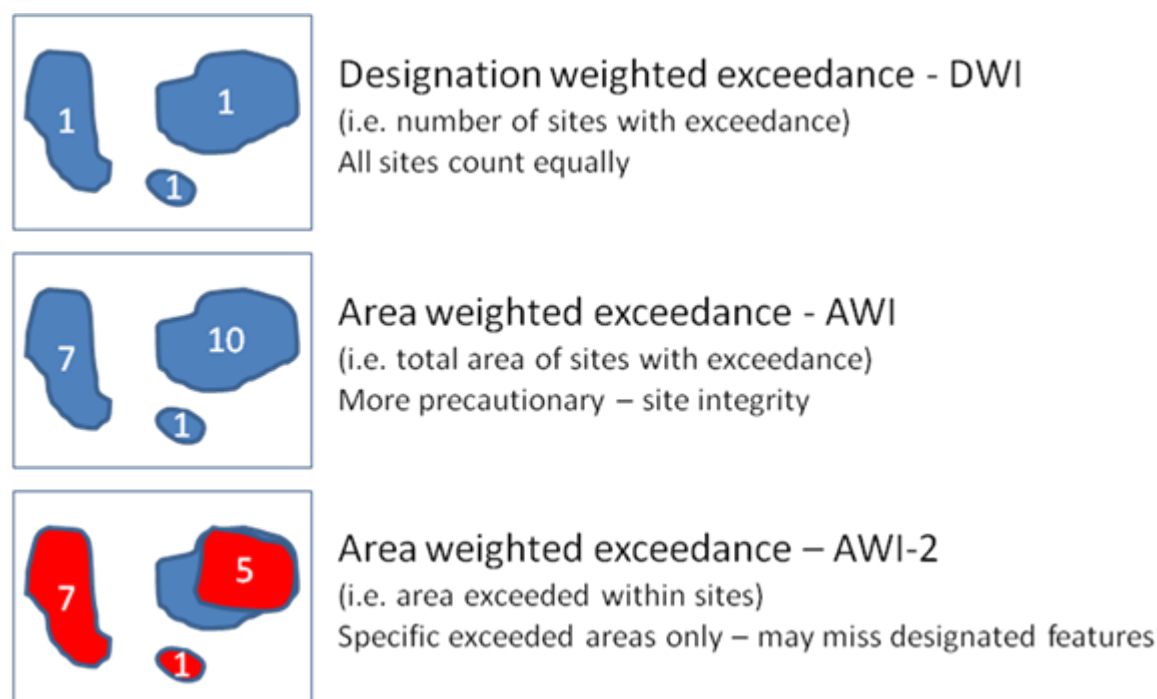 1
1
1
Designation weighted exceedance - DWI
(i.e. number of sites with exceedance)
All sites count equally
7
10
1
Area weighted exceedance - AWI
(i.e. total area of sites with exceedance)
More precautionary – site integrity
7
5
1
Area weighted exceedance – AWI-2
(i.e. area exceeded within sites)
Specific exceeded areas only – may miss designated features